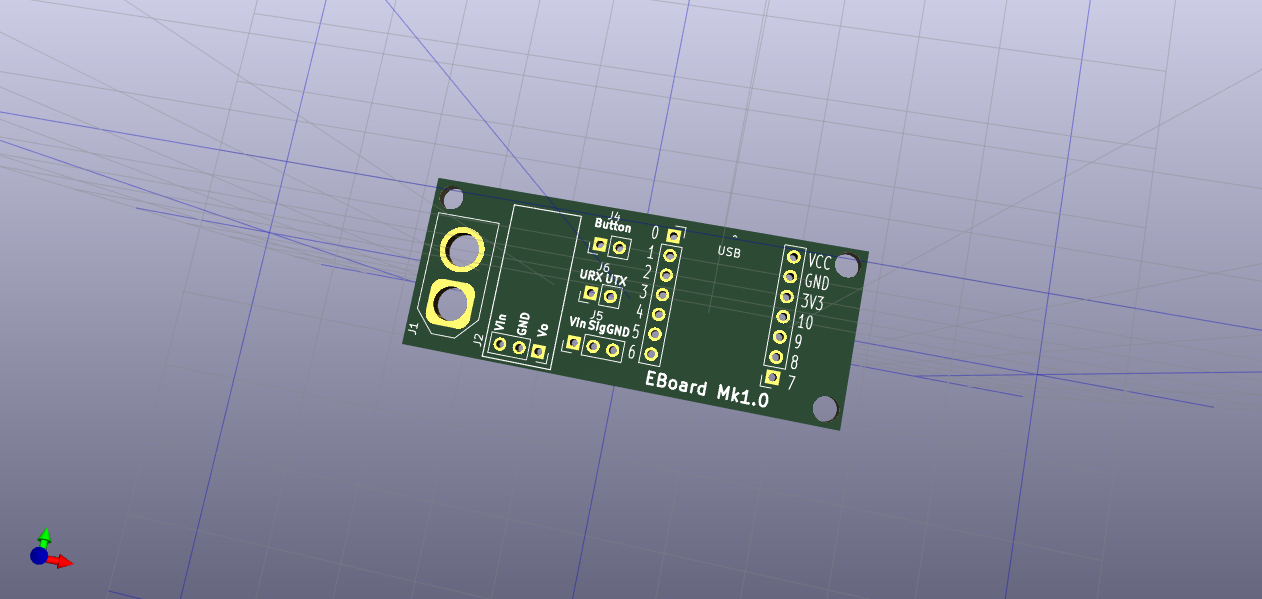 J4
Button
0
1
2
3
4
5
6
USB
VCC
GND
3V3
10
9
8
7
J6
URX UTX
J5
Vin Sig GND
J1
J2
Vin
GND
Vo
EBoard Mk1.0